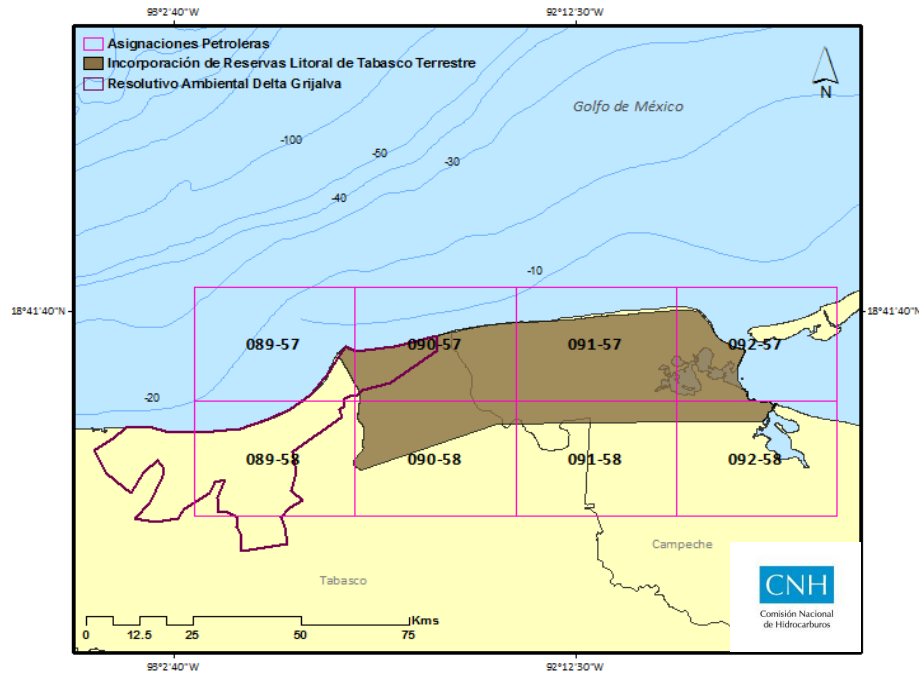 93°2'40"W
92°12'30"W
Asignaciones Petroleras
Incorporación de Reservas Litoral de Tabasco Terrestre
Resolutivo Ambiental Delta Grijalva
N
Golfo de México
-100
-50
-30
-40
-10
18°41'40"N
18°41'40"N
089-57
090-57
091-57
092-57
-20
089-58
090-58
091-58
092-58
Campeche
Tabasco
CNH
Comisión Nacional
de Hidrocarburos
Kms
0 12.5 25 50 75
93°2'40"W
92°12'30"W